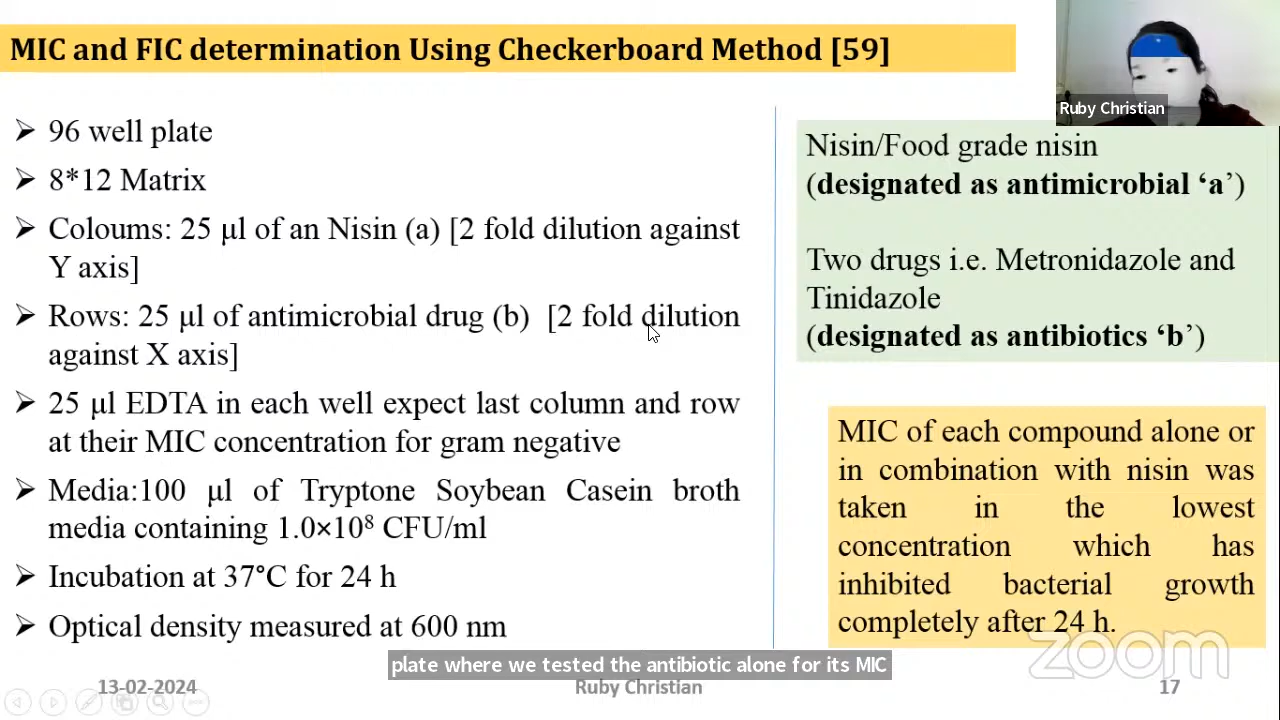 MIC and FIC determination Using Checkerboard Method [59]
Ruby Christian
➢ 96 well plate
➢ 8*12 Matrix
➢ Coloums: 25 μl of an Nisin (a) [2 fold dilution against
Y axis]
➢ Rows: 25 μl of antimicrobial drug (b) [2 fold dilution
against X axis]
➢ 25 μl EDTA in each well expect last column and row
at their MIC concentration for gram negative
➢ Media:100 μl of Tryptone Soybean Casein broth
media containing 1.0×10⁸ CFU/ml
➢ Incubation at 37°C for 24 h
➢ Optical density measured at 600 nm
Nisin/Food grade nisin
(designated as antimicrobial ‘a’)
Two drugs i.e. Metronidazole and
Tinidazole
(designated as antibiotics ‘b’)
MIC of each compound alone or
in combination with nisin was
taken in the lowest
concentration which has
inhibited bacterial growth
completely after 24 h.
zoom
plate where we tested the antibiotic alone for its MIC
13-02-2024
Ruby Christian
17